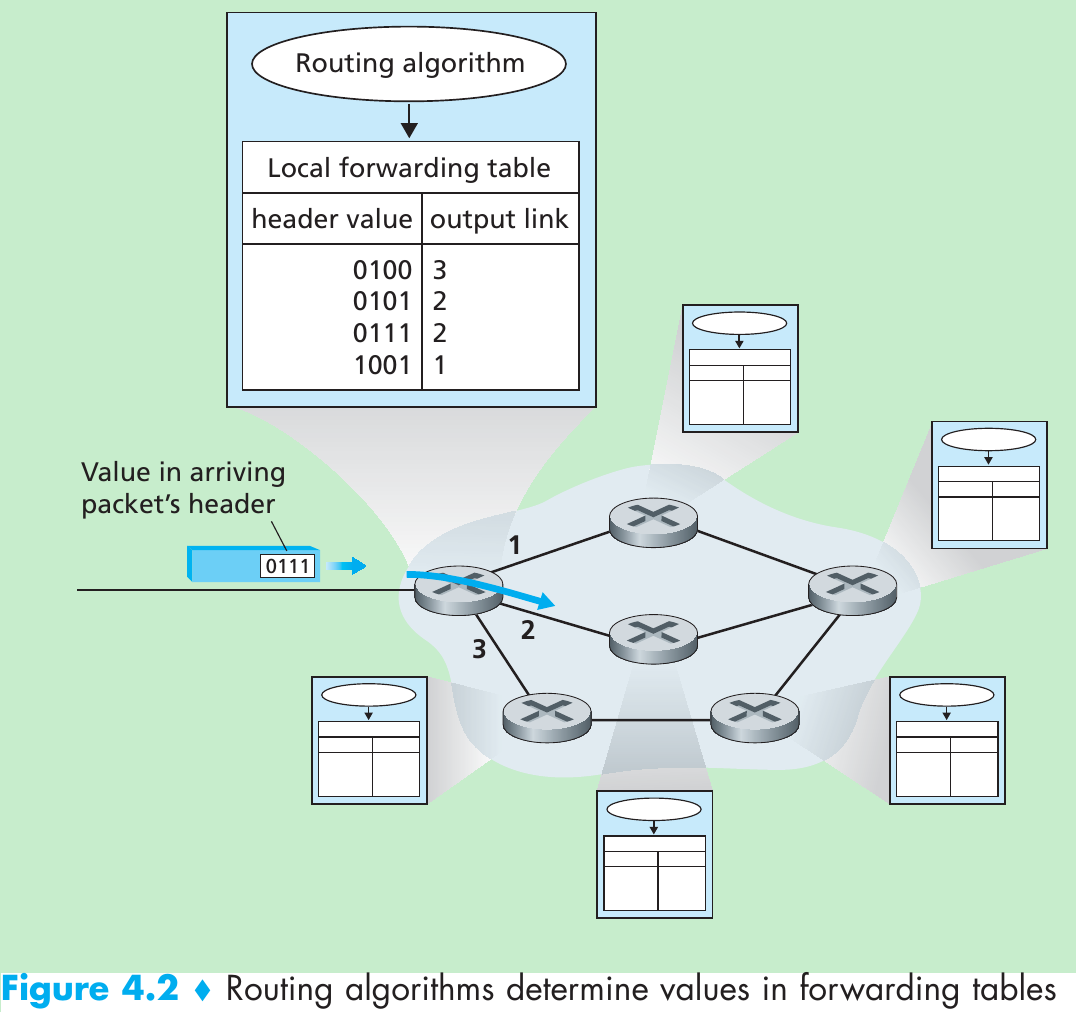 Routing algorithm
Local forwarding table
header value output link
0100 3
0101 2
0111 2
1001 1
Value in arriving
packet’s header
0111
1
2
3
Figure 4.2 ♦ Routing algorithms determine values in forwarding tables